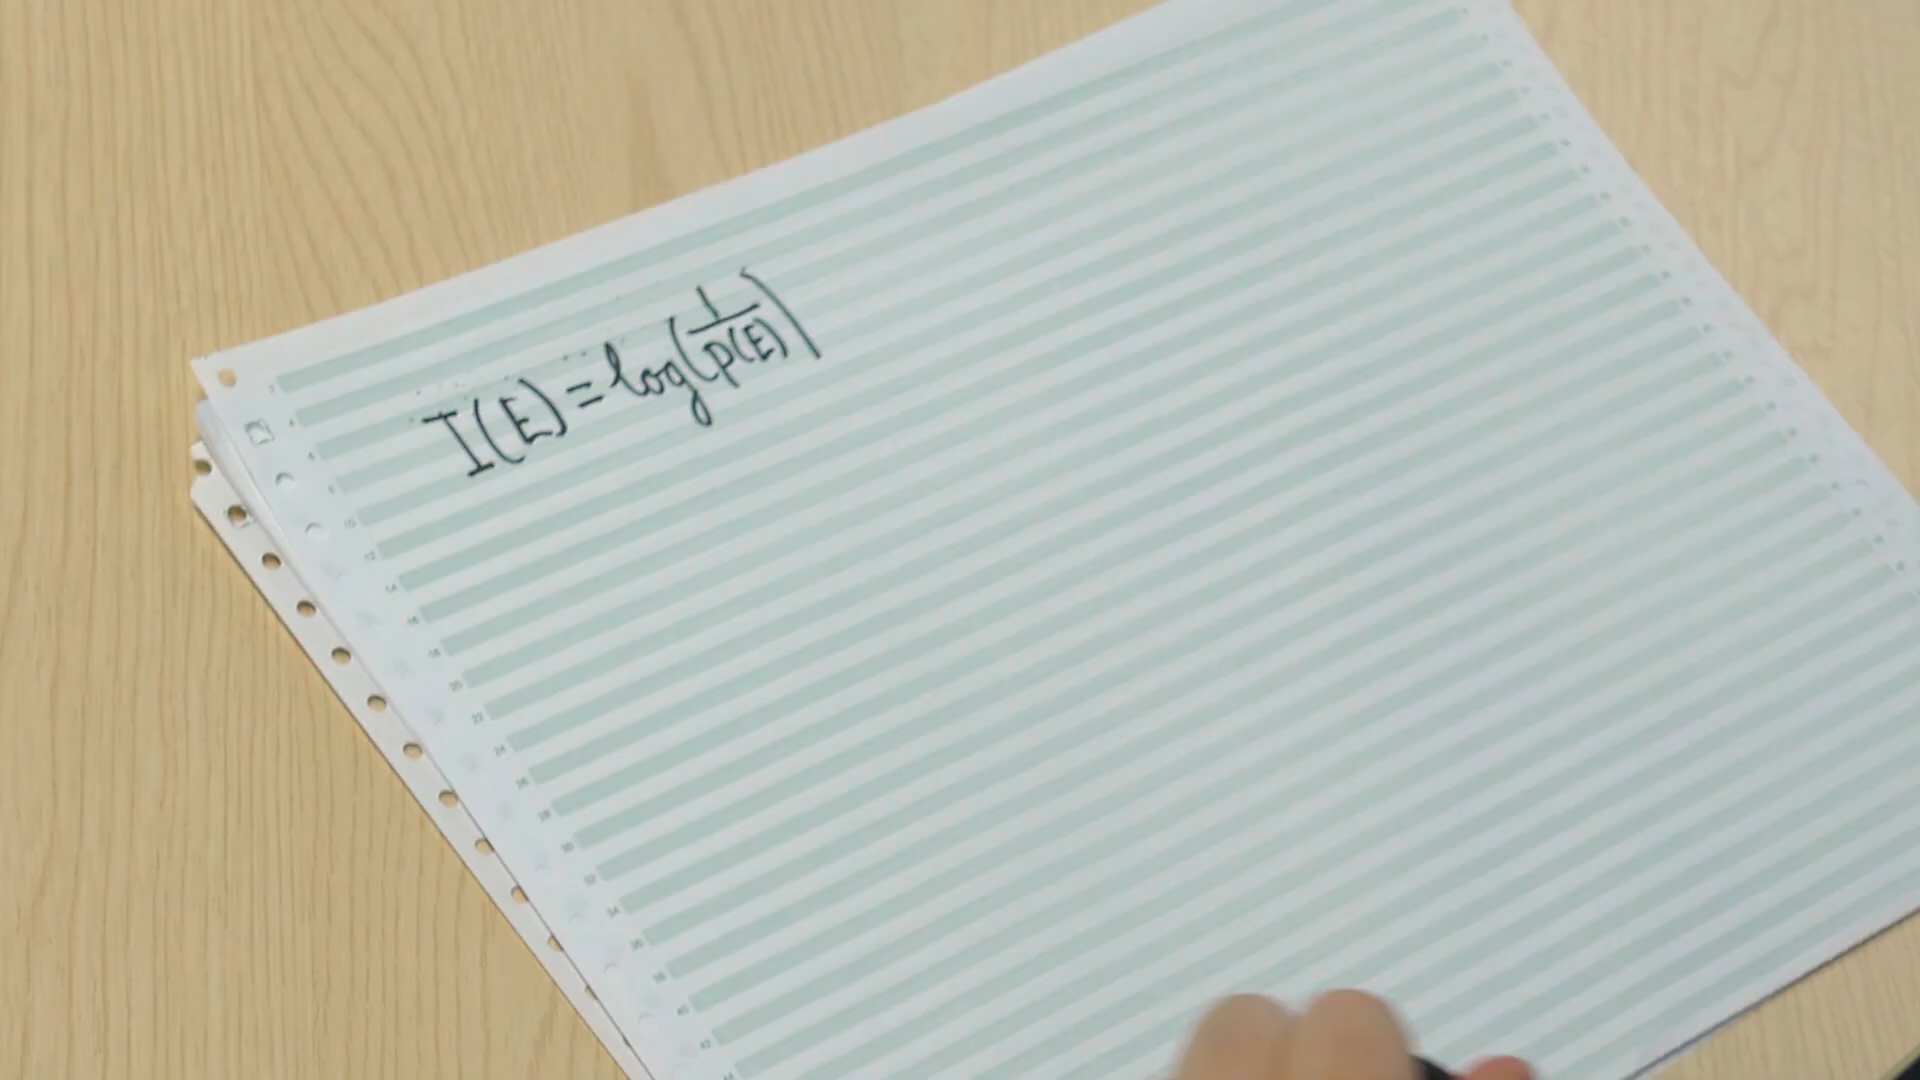 I(E) = log(1/p(E))